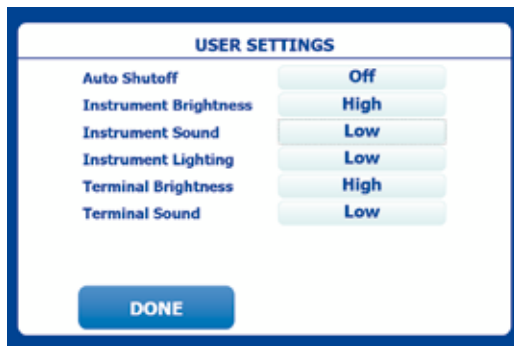 USER SETTINGS
Auto Shutoff Off
Instrument Brightness High
Instrument Sound Low
Instrument Lighting Low
Terminal Brightness High
Terminal Sound Low
DONE